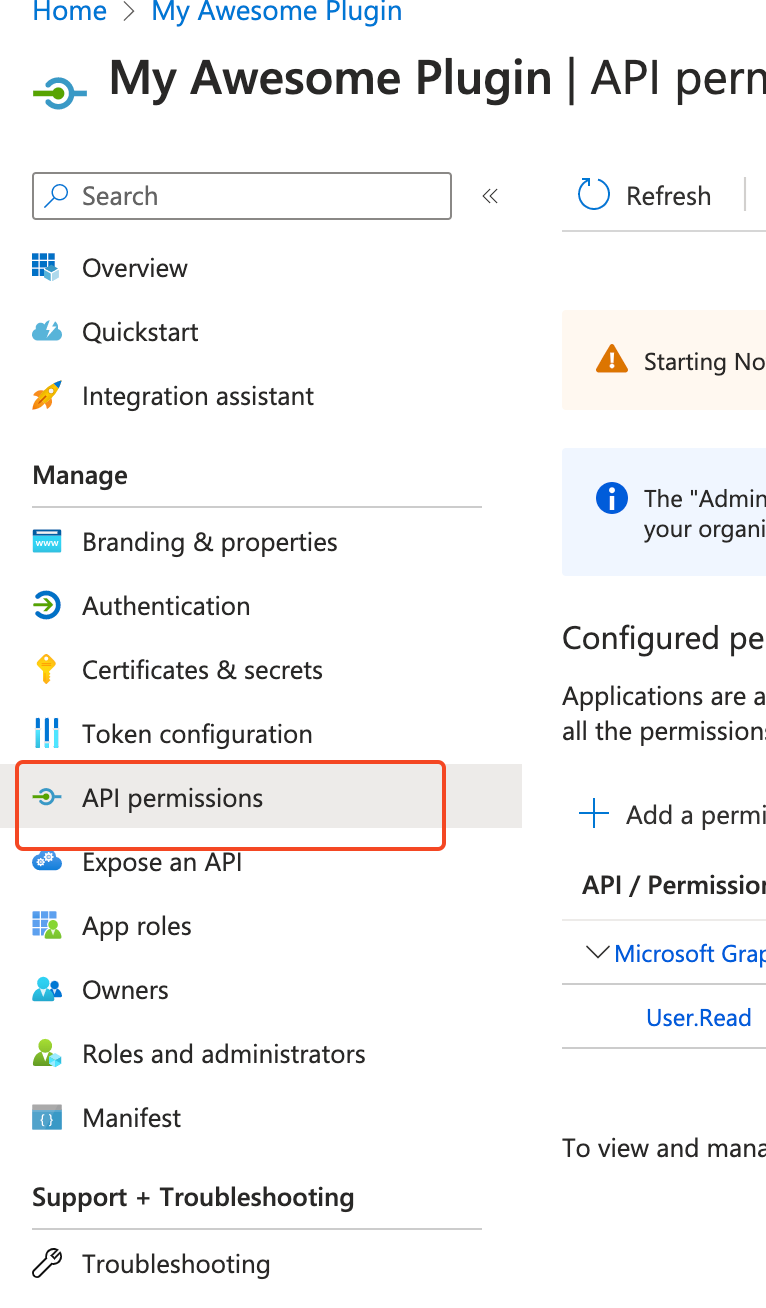 Home > My Awesome Plugin
My Awesome Plugin | API perm
Search
«
Refresh
Overview
Quickstart
Integration assistant
Starting No
Manage
The "Admin
your organi
Branding & properties
Authentication
Configured pe
Certificates & secrets
Applications are a
all the permissions
Token configuration
API permissions
Add a permi
Expose an API
API / Permission
App roles
Microsoft Grap
Owners
User.Read
Roles and administrators
Manifest
To view and mana
Support + Troubleshooting
Troubleshooting